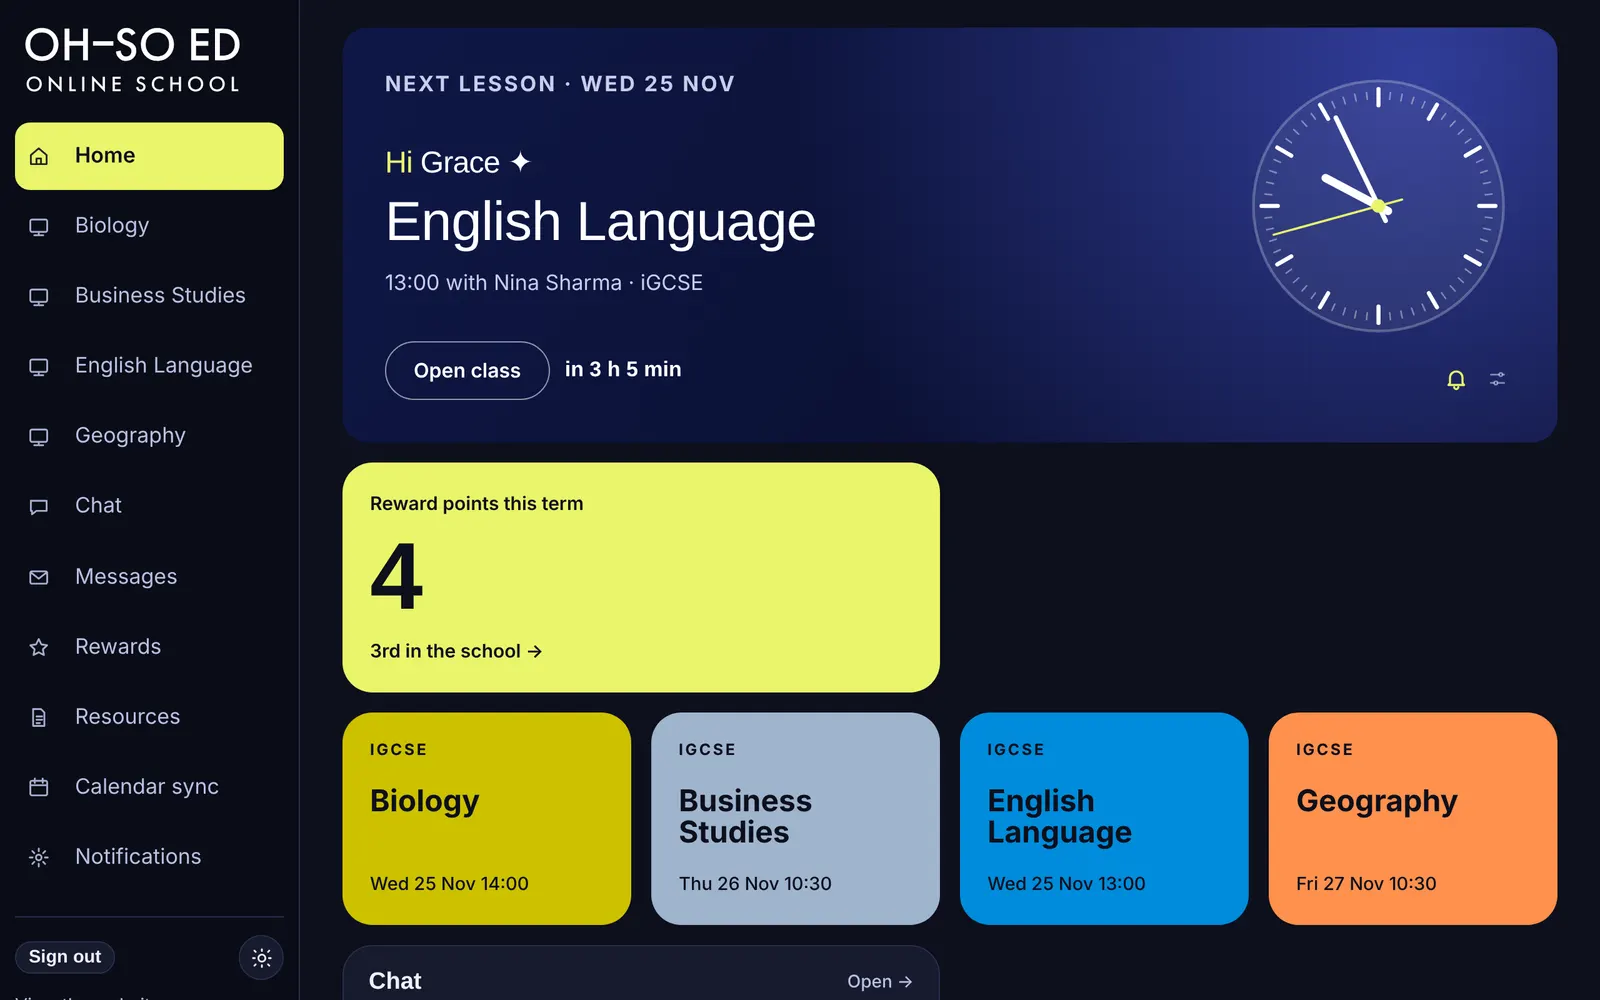 OH-SO ED
ONLINE SCHOOL
Home
Biology
Business Studies
English Language
Geography
Chat
Messages
Rewards
Resources
Calendar sync
Notifications
Sign out
NEXT LESSON · WED 25 NOV
Hi Grace ✦
English Language
13:00 with Nina Sharma · iGCSE
Open class
in 3 h 5 min
Reward points this term
4
3rd in the school →
IGCSE
Biology
Wed 25 Nov 14:00
IGCSE
Business
Studies
Thu 26 Nov 10:30
IGCSE
English
Language
Wed 25 Nov 13:00
IGCSE
Geography
Fri 27 Nov 10:30
Chat
Open →